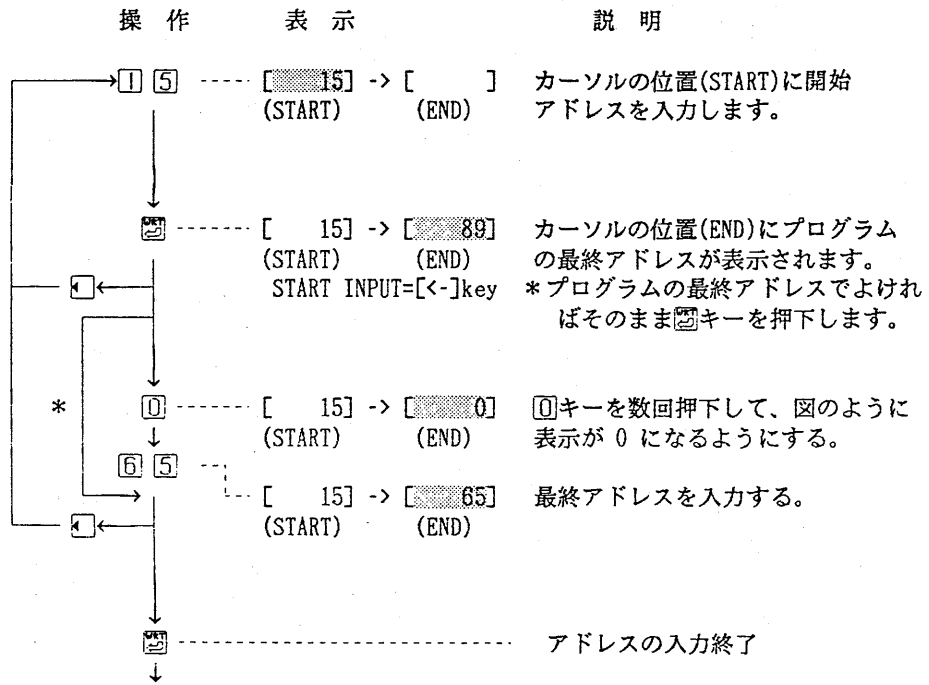 操 作 表 示 説 明
1 5 ----- [ 15] -> [ ] カーソルの位置(START)に開始
(START) (END) アドレスを入力します。
WRT ------ [ 15] -> [ 89] カーソルの位置(END)にプログラム
(START) (END) の最終アドレスが表示されます。
START INPUT=[<-]key *プログラムの最終アドレスでよけれ
ばそのままWRTキーを押下します。
* 0 ------ [ 15] -> [ 0] 0キーを数回押下して、図のように
(START) (END) 表示が 0 になるようにする。
6 5
[ 15] -> [ 65] 最終アドレスを入力する。
(START) (END)
WRT アドレスの入力終了